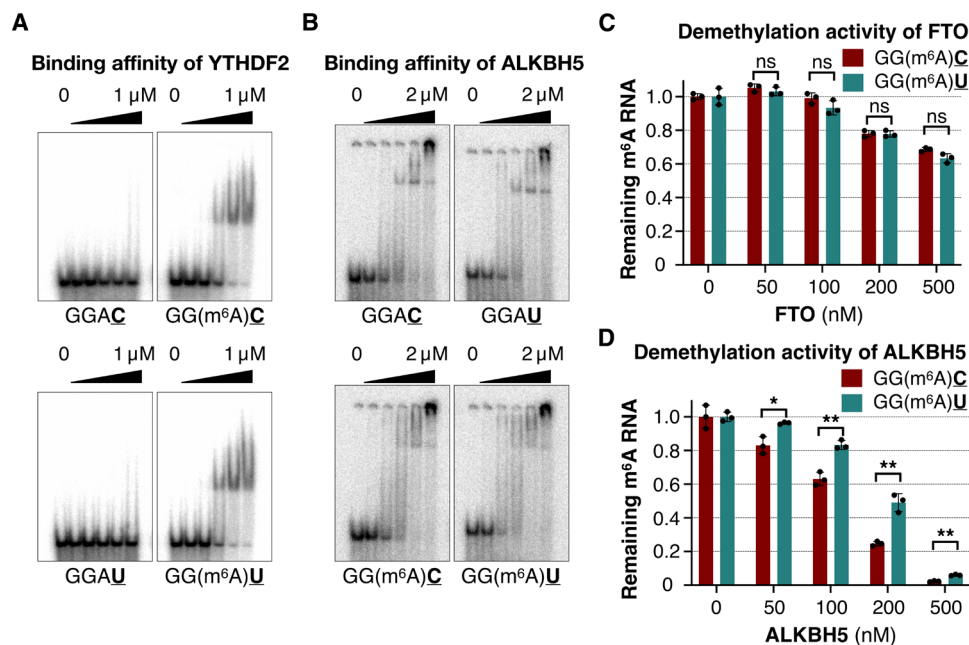 A
Binding affinity of YTHDF2
0 1 μM 0 1 μM
GGAC GG(m⁶A)C
0 1 μM 0 1 μM
GGAU GG(m⁶A)U
B
Binding affinity of ALKBH5
0 2 μM 0 2 μM
GGAC GGAU
0 2 μM 0 2 μM
GG(m⁶A)C GG(m⁶A)U
C
Demethylation activity of FTO
GG(m⁶A)C
GG(m⁶A)U
ns ns ns ns
Remaining m⁶A RNA
1.0
0.8
0.6
0.4
0.2
0
0 50 100 200 500
FTO (nM)
D
Demethylation activity of ALKBH5
GG(m⁶A)C
GG(m⁶A)U
* ** ** **
Remaining m⁶A RNA
1.0
0.8
0.6
0.4
0.2
0
0 50 100 200 500
ALKBH5 (nM)